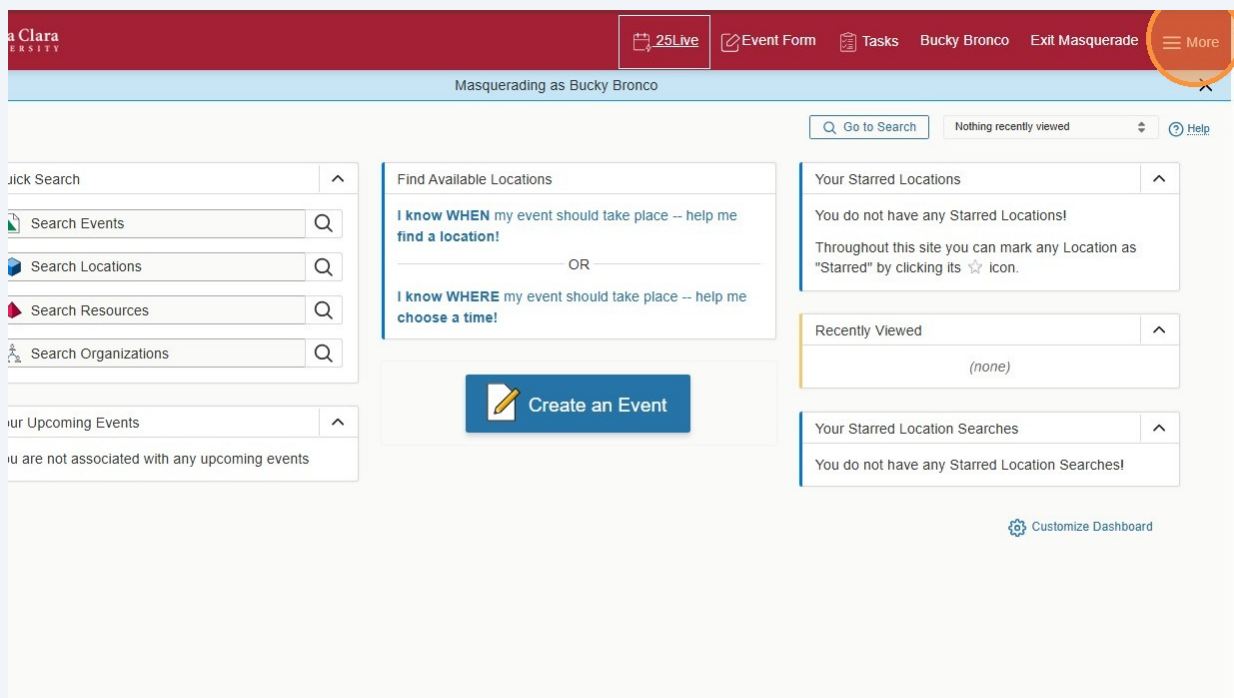 a Clara
ERSITY
25Live
Event Form
Tasks
Bucky Bronco
Exit Masquerade
More
Masquerading as Bucky Bronco
Go to Search
Nothing recently viewed
Help
uick Search
Search Events
Search Locations
Search Resources
Search Organizations
our Upcoming Events
ou are not associated with any upcoming events
Find Available Locations
I know WHEN my event should take place -- help me
find a location!
OR
I know WHERE my event should take place -- help me
choose a time!
Create an Event
Your Starred Locations
You do not have any Starred Locations!
Throughout this site you can mark any Location as
"Starred" by clicking its icon.
Recently Viewed
(none)
Your Starred Location Searches
You do not have any Starred Location Searches!
Customize Dashboard